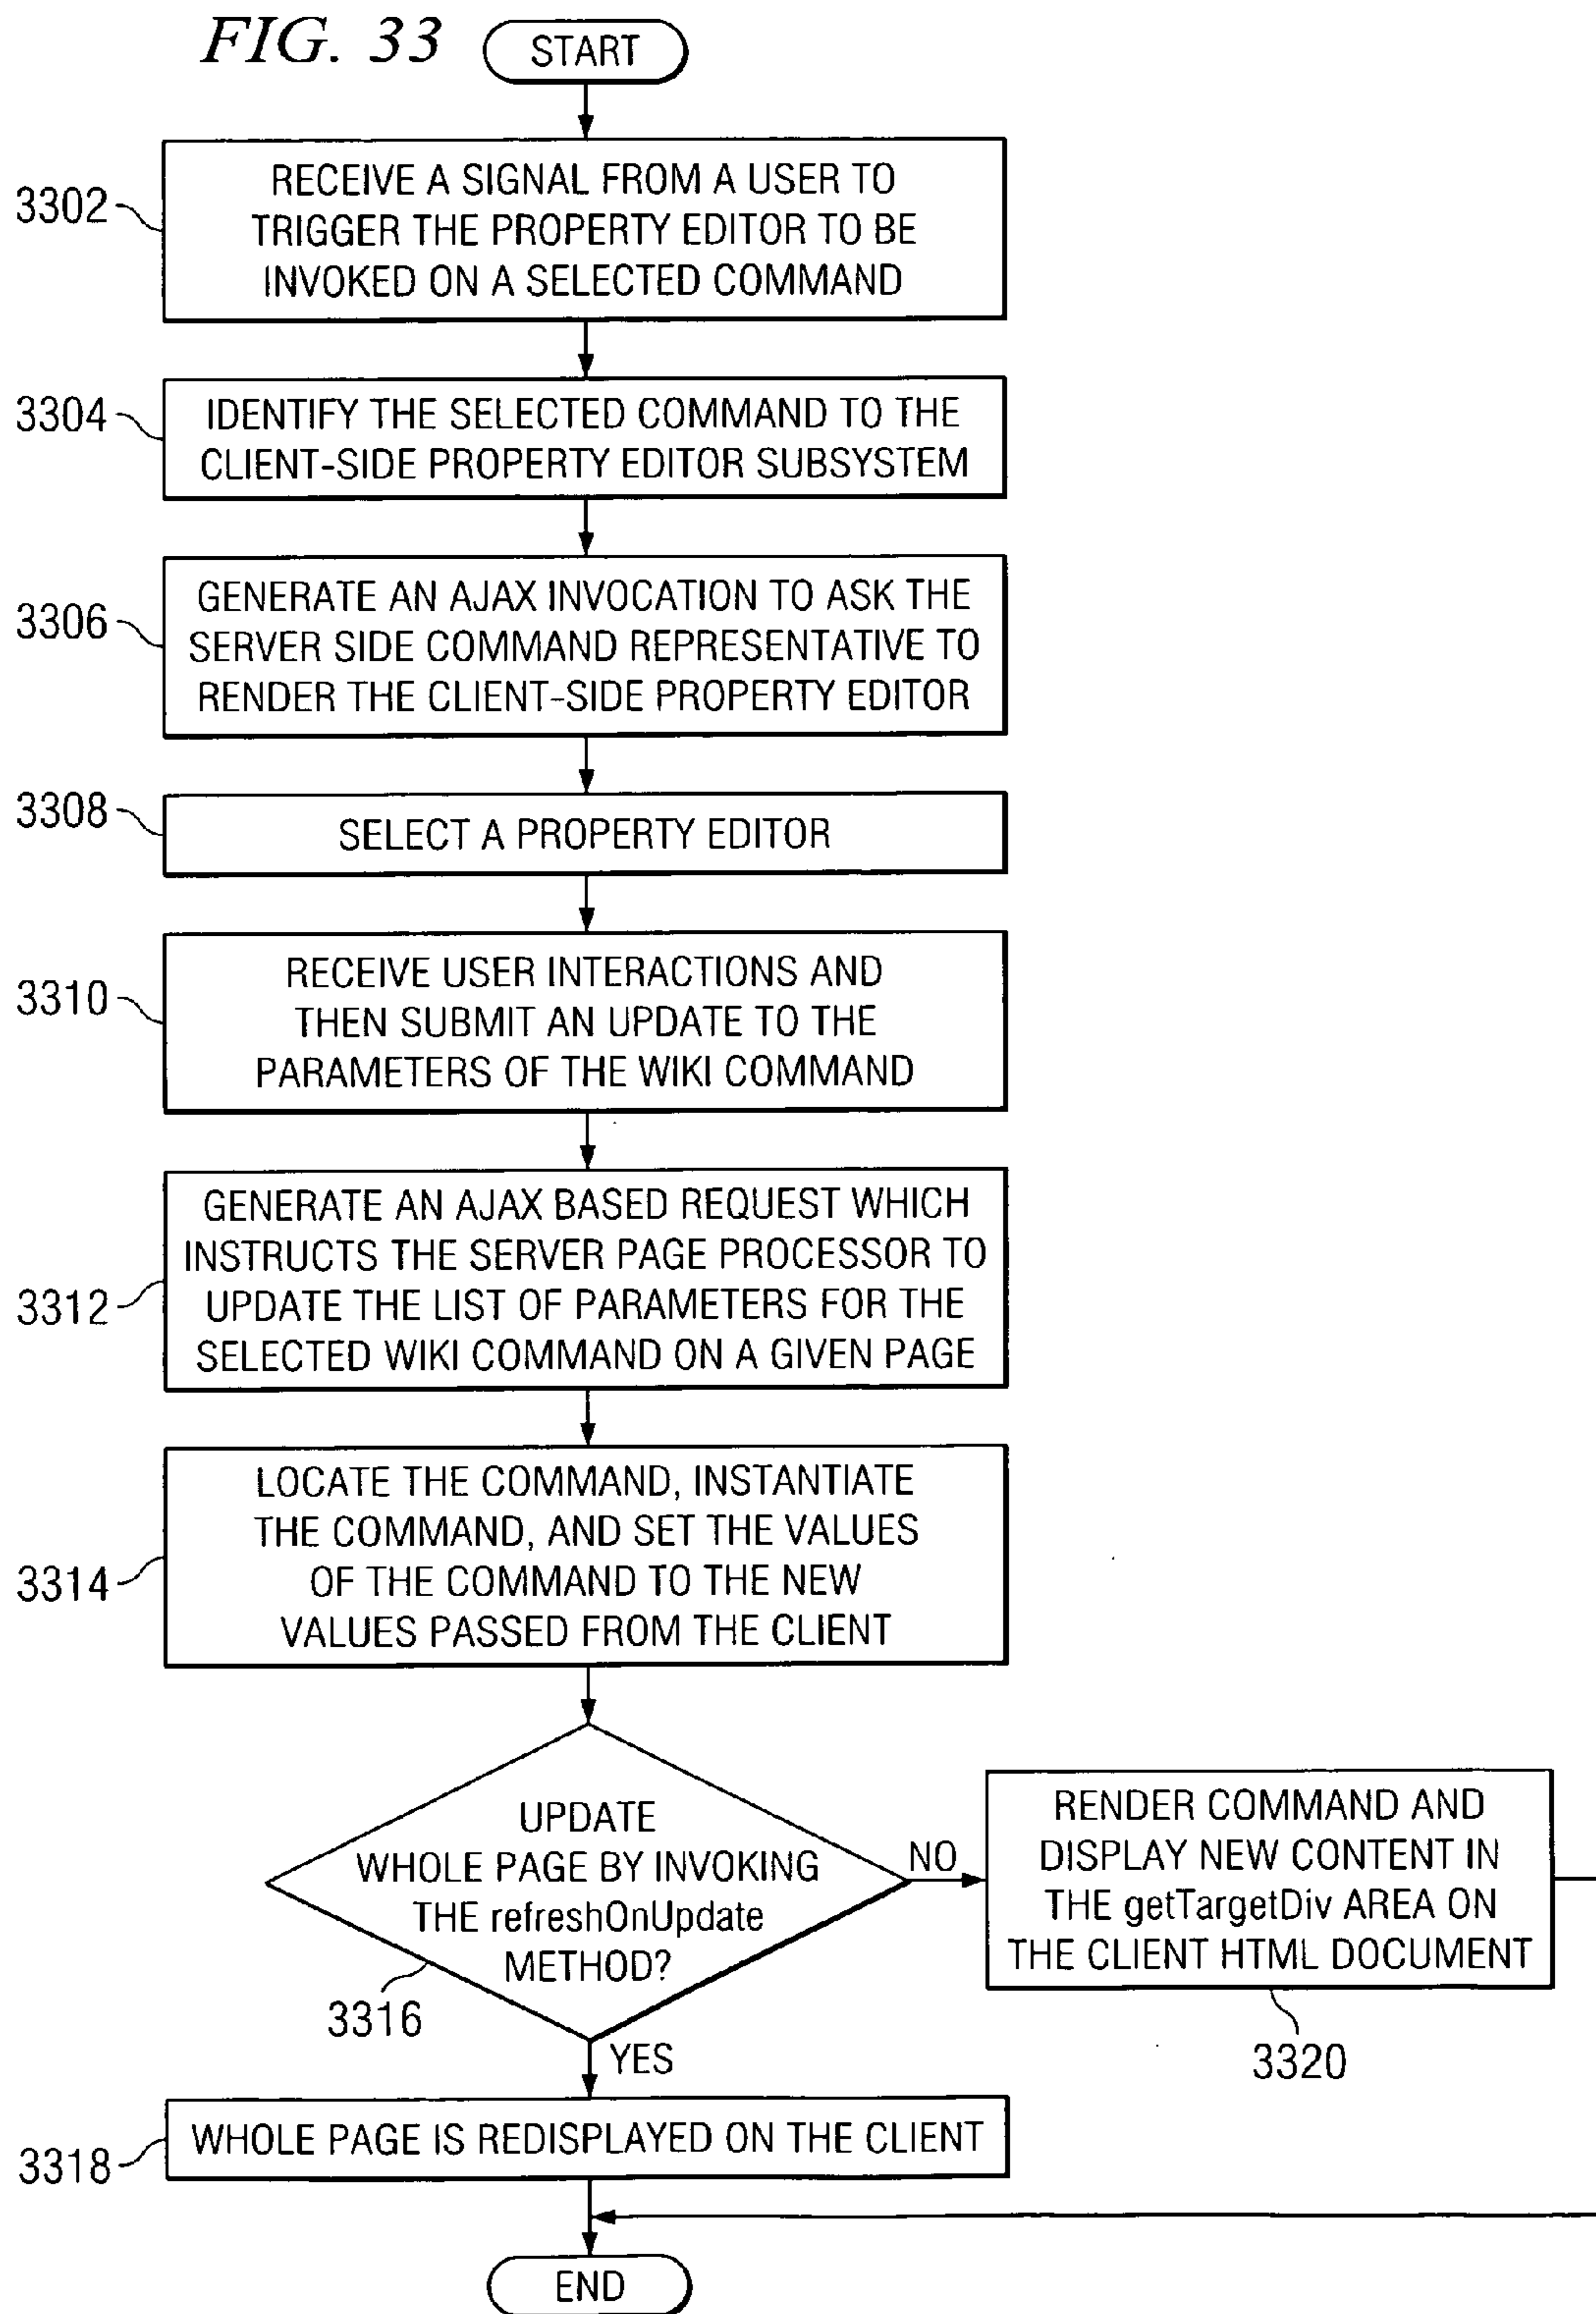 FIG. 33
START
3302
RECEIVE A SIGNAL FROM A USER TO
TRIGGER THE PROPERTY EDITOR TO BE
INVOKED ON A SELECTED COMMAND
3304
IDENTIFY THE SELECTED COMMAND TO THE
CLIENT-SIDE PROPERTY EDITOR SUBSYSTEM
3306
GENERATE AN AJAX INVOCATION TO ASK THE
SERVER SIDE COMMAND REPRESENTATIVE TO
RENDER THE CLIENT-SIDE PROPERTY EDITOR
3308
SELECT A PROPERTY EDITOR
3310
RECEIVE USER INTERACTIONS AND
THEN SUBMIT AN UPDATE TO THE
PARAMETERS OF THE WIKI COMMAND
3312
GENERATE AN AJAX BASED REQUEST WHICH
INSTRUCTS THE SERVER PAGE PROCESSOR TO
UPDATE THE LIST OF PARAMETERS FOR THE
SELECTED WIKI COMMAND ON A GIVEN PAGE
3314
LOCATE THE COMMAND, INSTANTIATE
THE COMMAND, AND SET THE VALUES
OF THE COMMAND TO THE NEW
VALUES PASSED FROM THE CLIENT
UPDATE
WHOLE PAGE BY INVOKING
THE refreshOnUpdate
METHOD?
3316
NO
RENDER COMMAND AND
DISPLAY NEW CONTENT IN
THE getTargetDiv AREA ON
THE CLIENT HTML DOCUMENT
3320
YES
3318
WHOLE PAGE IS REDISPLAYED ON THE CLIENT
END